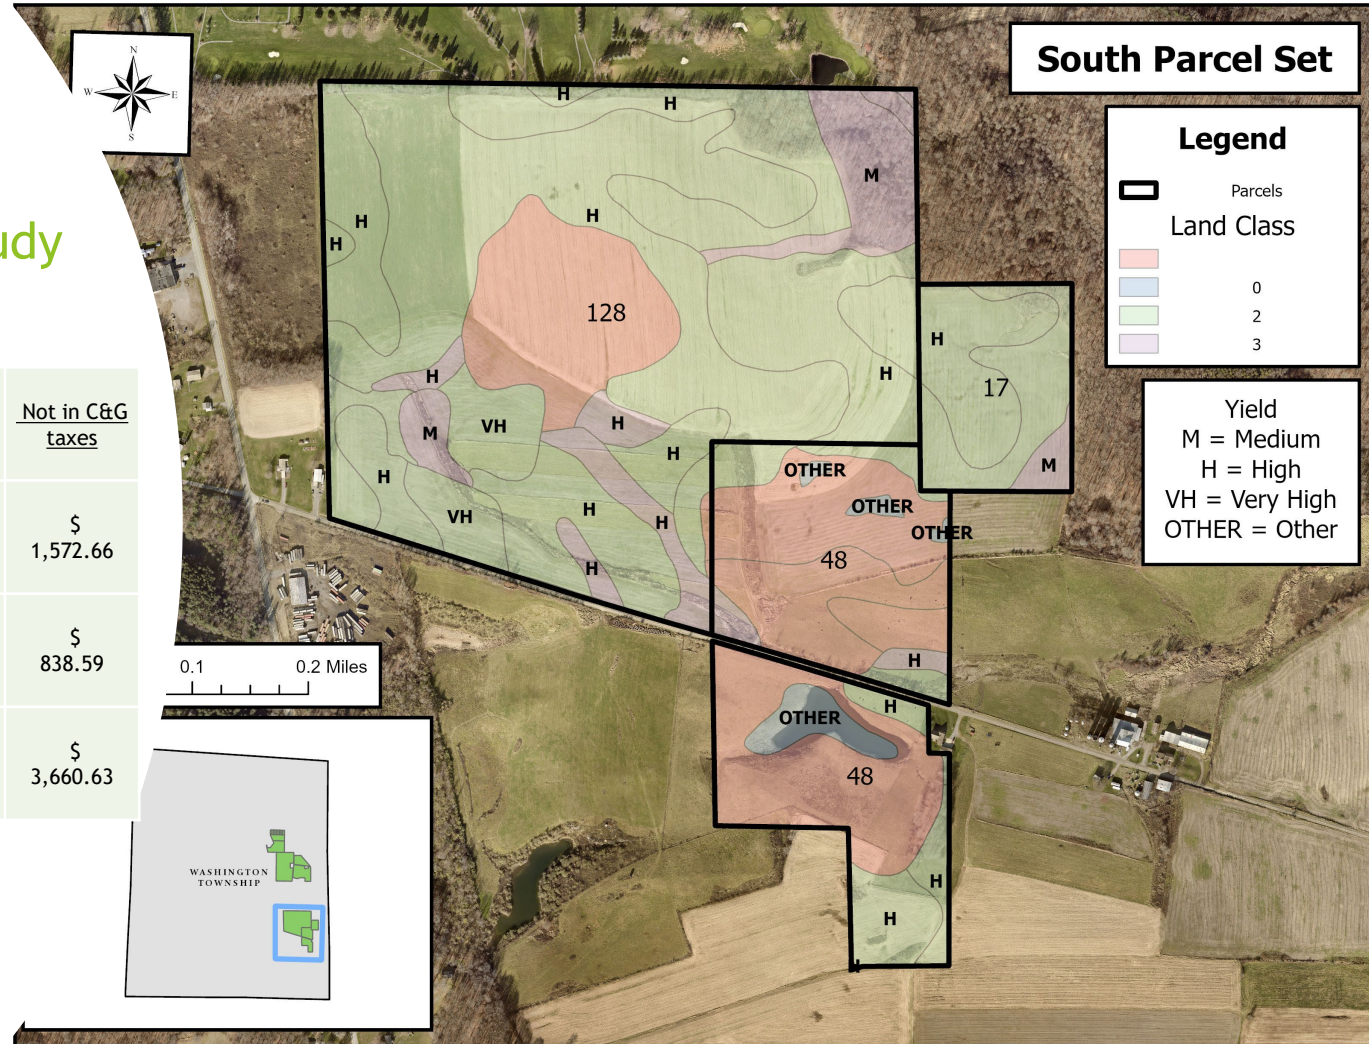 South Parcel Set
N
W
E
S
Legend
Parcels
Land Class
0
2
3
Yield
M = Medium
H = High
VH = Very High
OTHER = Other
udy
Not in C&G
taxes
$
1,572.66
$
838.59
$
3,660.63
H
H
M
H
H
H
128
H
H
17
H
H
M
VH
H
H
M
H
VH
H
H
H
OTHER
OTHER
OTHER
48
H
H
OTHER
48
H
H
0.1
0.2 Miles
WASHINGTON
TOWNSHIP